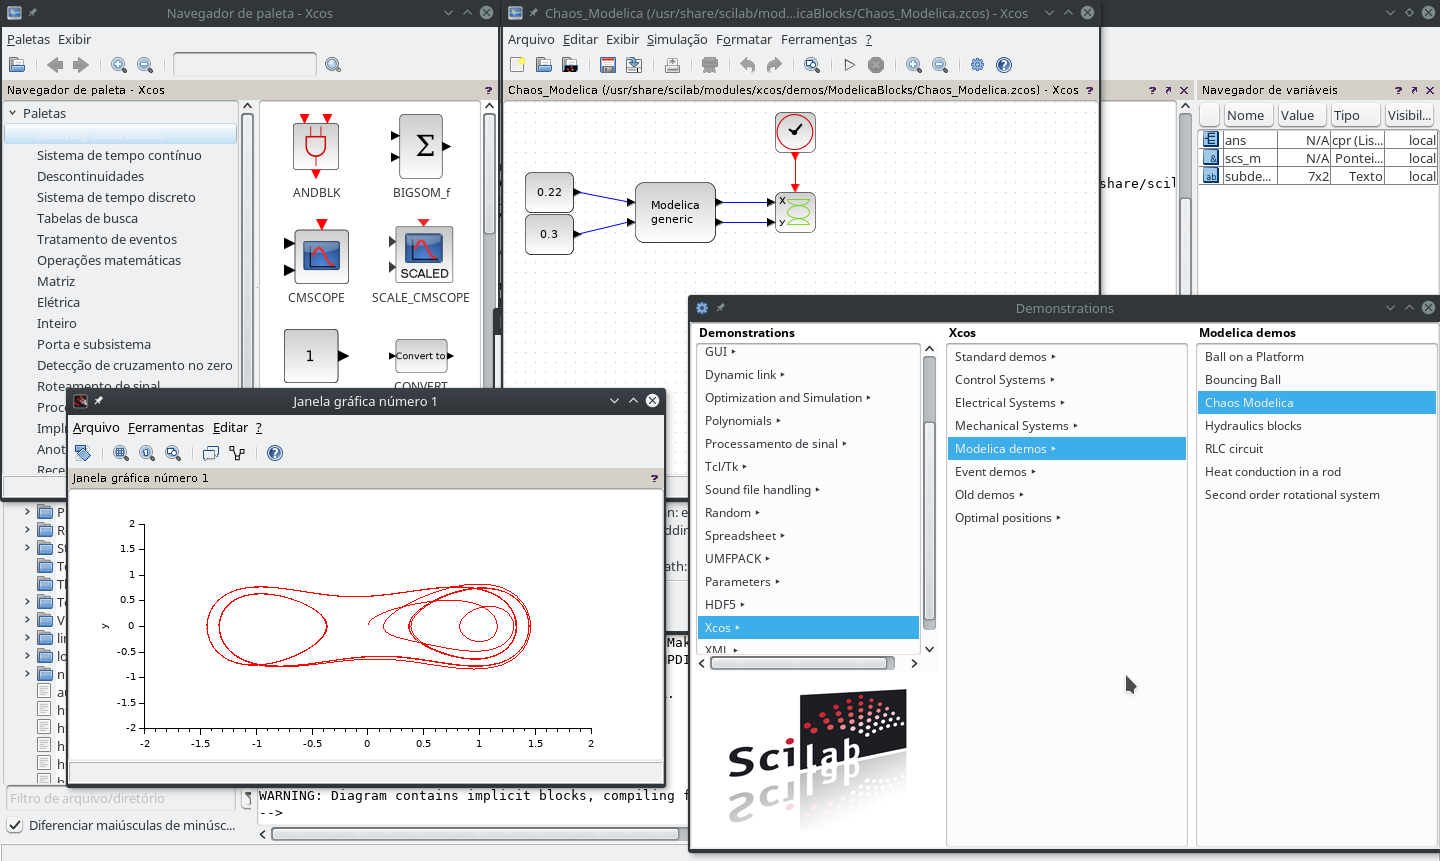 Navegador de paleta - Xcos
Paletas Exibir
Navegador de paleta - Xcos ?
Paletas
Sistema de tempo contínuo
Descontinuidades
Sistema de tempo discreto
Tabelas de busca
Tratamento de eventos
Operações matemáticas
Matriz
Elétrica
Inteiro
Porta e subsistema
Detecção de cruzamento no zero
Roteamento de sinal
ANDBLK
Σ
BIGSOM_f
CMSCOPE
SCALED
SCALE_CMSCOPE
1
Convert to
CONVERT
Chaos_Modelica (/usr/share/scilab/mod...icaBlocks/Chaos_Modelica.zcos) - Xcos
Arquivo Editar Exibir Simulação Formatar Ferramentas ?
Chaos_Modelica (/usr/share/scilab/modules/xcos/demos/ModelicaBlocks/Chaos_Modelica.zcos) - Xcos ?
0.22
0.3
Modelica
generic
X
Y
share/scil
Navegador de variáveis
Nome Value Tipo Visibil...
ans N/A cpr (Lis... local
scs_m N/A Pontei... local
subde... 7x2 Texto local
Demonstrations
Demonstrations
GUI
Dynamic link
Optimization and Simulation
Polynomials
Processamento de sinal
Tcl/Tk
Sound file handling
Random
Spreadsheet
UMFPACK
Parameters
HDF5
Xcos
XML
Scilab
Xcos
Standard demos
Control Systems
Electrical Systems
Mechanical Systems
Modelica demos
Event demos
Old demos
Optimal positions
Modelica demos
Ball on a Platform
Bouncing Ball
Chaos Modelica
Hydraulics blocks
RLC circuit
Heat conduction in a rod
Second order rotational system
Janela gráfica número 1
Arquivo Ferramentas Editar ?
Janela gráfica número 1 ?
2
1.5
1
0.5
0
-0.5
-1
-1.5
-2
y
-2 -1.5 -1 -0.5 0 0.5 1 1.5 2
Filtro de arquivo/diretório
Diferenciar maiúsculas de minúsc...
WARNING: Diagram contains implicit blocks, compiling f
-->